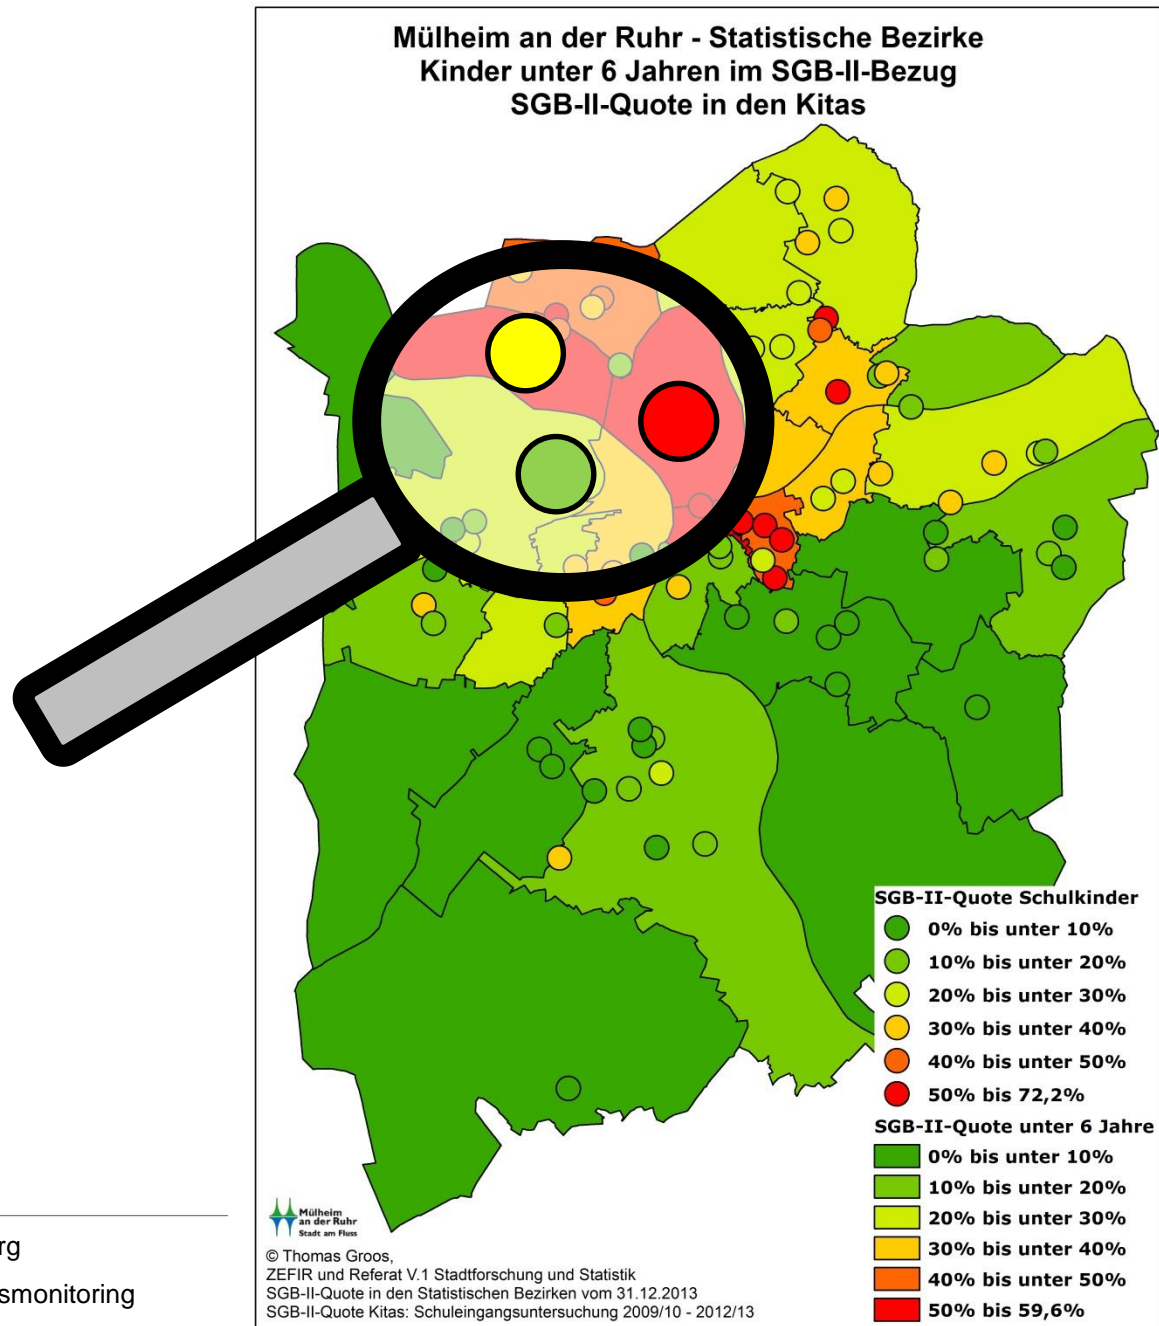 Mülheim an der Ruhr - Statistische Bezirke
Kinder unter 6 Jahren im SGB-II-Bezug
SGB-II-Quote in den Kitas
SGB-II-Quote Schulkinder
0% bis unter 10%
10% bis unter 20%
20% bis unter 30%
30% bis unter 40%
40% bis unter 50%
50% bis 72,2%
SGB-II-Quote unter 6 Jahre
0% bis unter 10%
10% bis unter 20%
20% bis unter 30%
30% bis unter 40%
40% bis unter 50%
50% bis 59,6%
Mülheim
an der Ruhr
Stadt am Fluss
© Thomas Groos,
ZEFIR und Referat V.1 Stadtforschung und Statistik
SGB-II-Quote in den Statistischen Bezirken vom 31.12.2013
SGB-II-Quote Kitas: Schuleingangsuntersuchung 2009/10 - 2012/13
rg
smonitoring